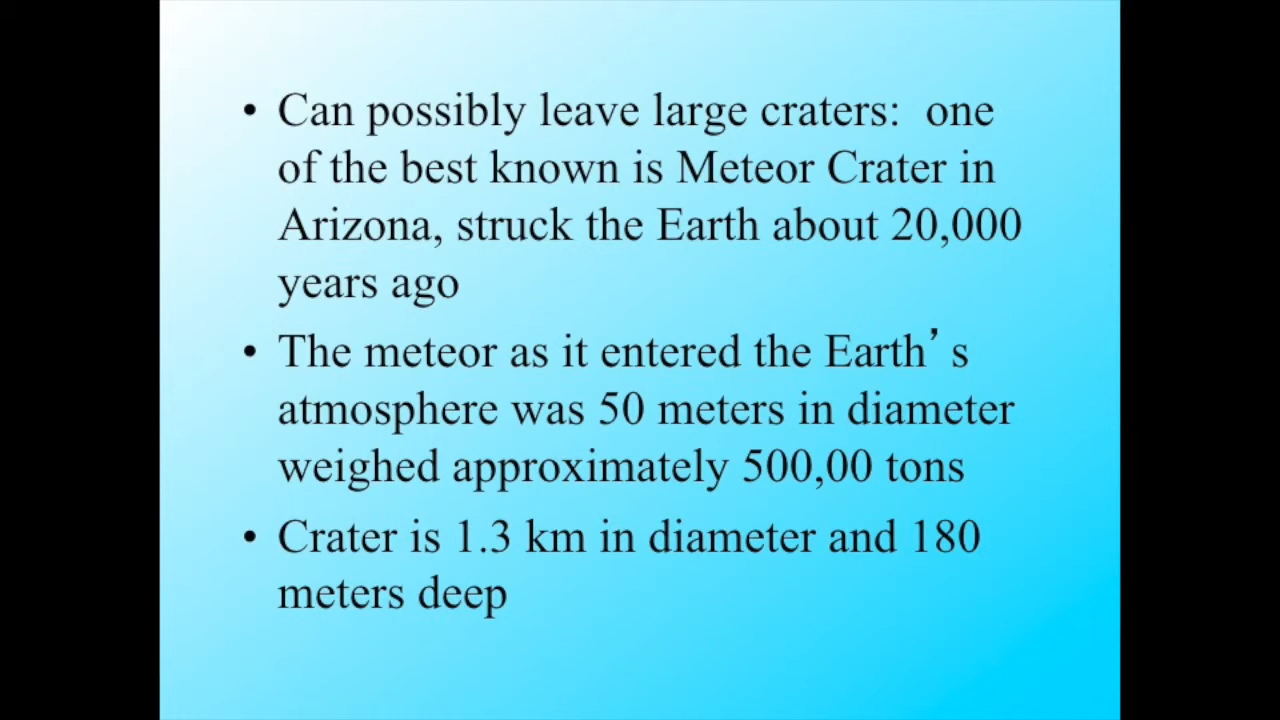 • Can possibly leave large craters:  one
of the best known is Meteor Crater in
Arizona, struck the Earth about 20,000
years ago
• The meteor as it entered the Earth’s
atmosphere was 50 meters in diameter
weighed approximately 500,00 tons
• Crater is 1.3 km in diameter and 180
meters deep